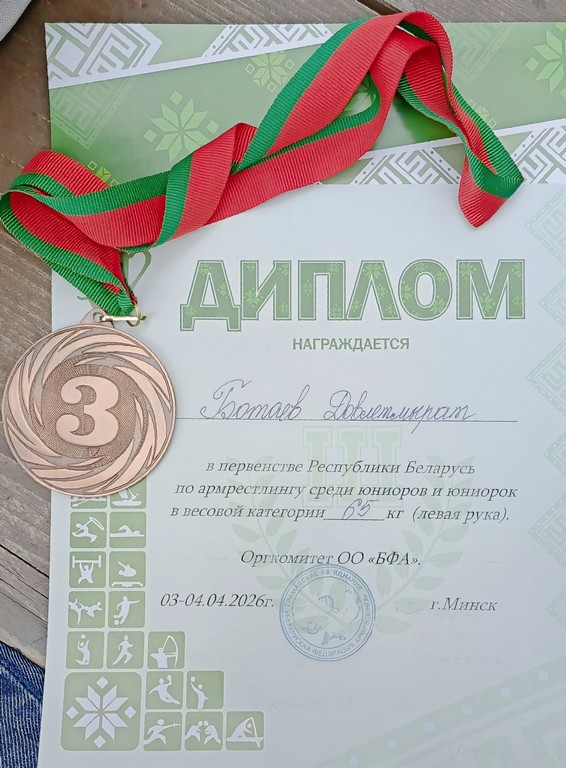 ДИПЛОМ
НАГРАЖДАЕТСЯ
Ботаев Довлетмырат
III
в первенстве Республики Беларусь
по армрестлингу среди юниоров и юниорок
в весовой категории 65 кг (левая рука).
Оргкомитет ОО «БФА».
03-04.04.2026г. г.Минск
3